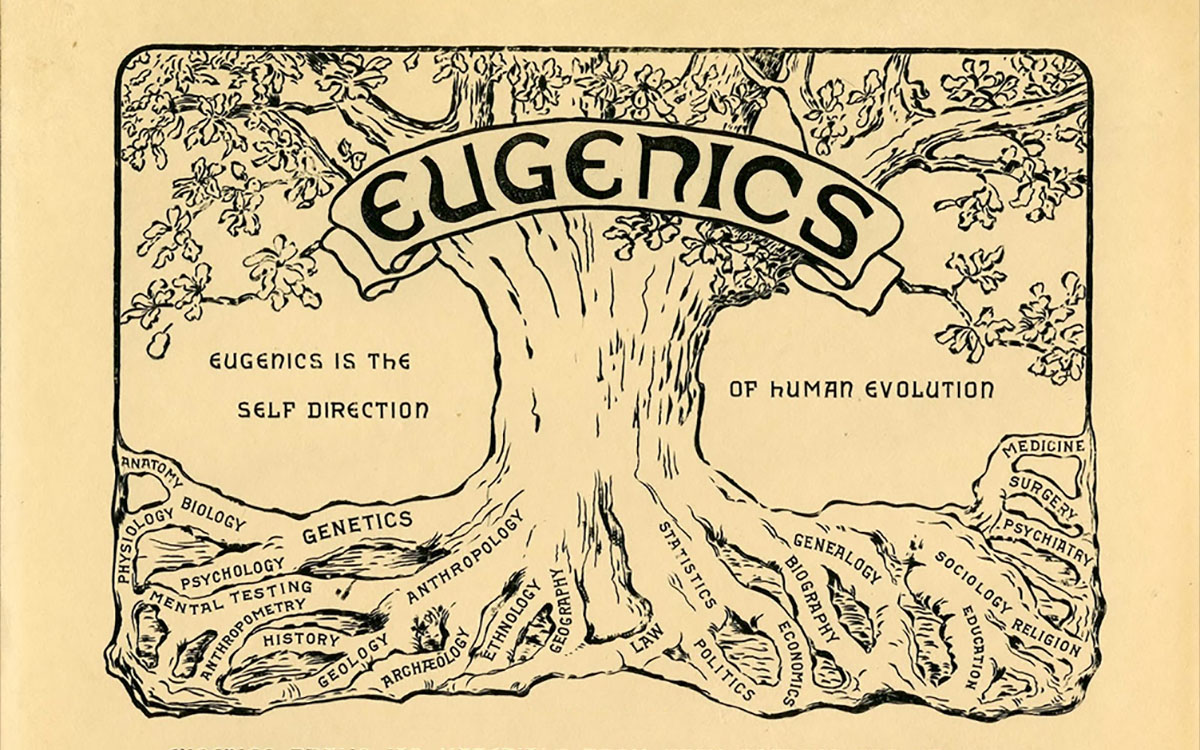 EUGENICS
EUGENICS IS THE
SELF DIRECTION
OF HUMAN EVOLUTION
ANATOMY
BIOLOGY
PHYSIOLOGY
GENETICS
PSYCHOLOGY
MENTAL TESTING
ANTHROPOMETRY
HISTORY
GEOLOGY
ANTHROPOLOGY
ARCHÆOLOGY
ETHNOLOGY
GEOGRAPHY
LAW
STATISTICS
POLITICS
ECONOMICS
BIOGRAPHY
GENEALOGY
EDUCATION
SOCIOLOGY
RELIGION
PSYCHIATRY
SURGERY
MEDICINE